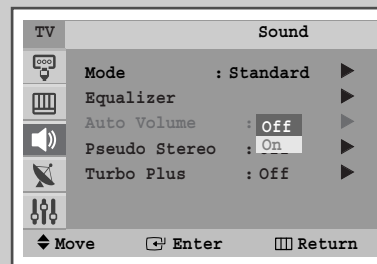 TV Sound
Mode : Standard
Equalizer
Auto Volume : Off
On
Pseudo Stereo :
Turbo Plus : Off
Move Enter Return